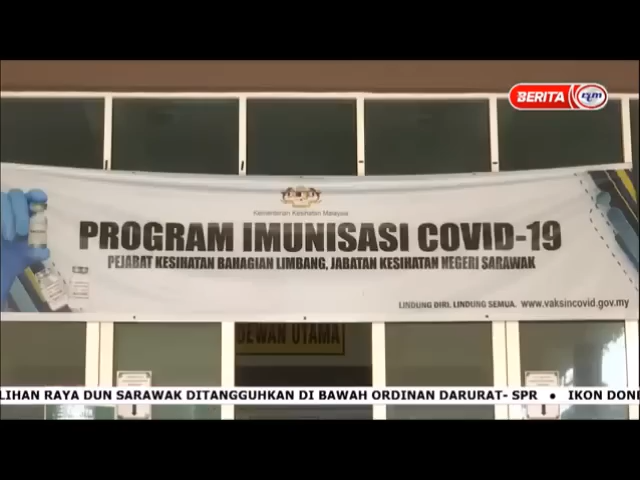 BERITA rtm
Kementerian Kesihatan Malaysia
PROGRAM IMUNISASI COVID-19
PEJABAT KESIHATAN BAHAGIAN LIMBANG, JABATAN KESIHATAN NEGERI SARAWAK
LINDUNG DIRI, LINDUNG SEMUA. www.vaksincovid.gov.my
DEWAN UTAMA
LIHAN RAYA DUN SARAWAK DITANGGUHKAN DI BAWAH ORDINAN DARURAT- SPR • IKON DOND